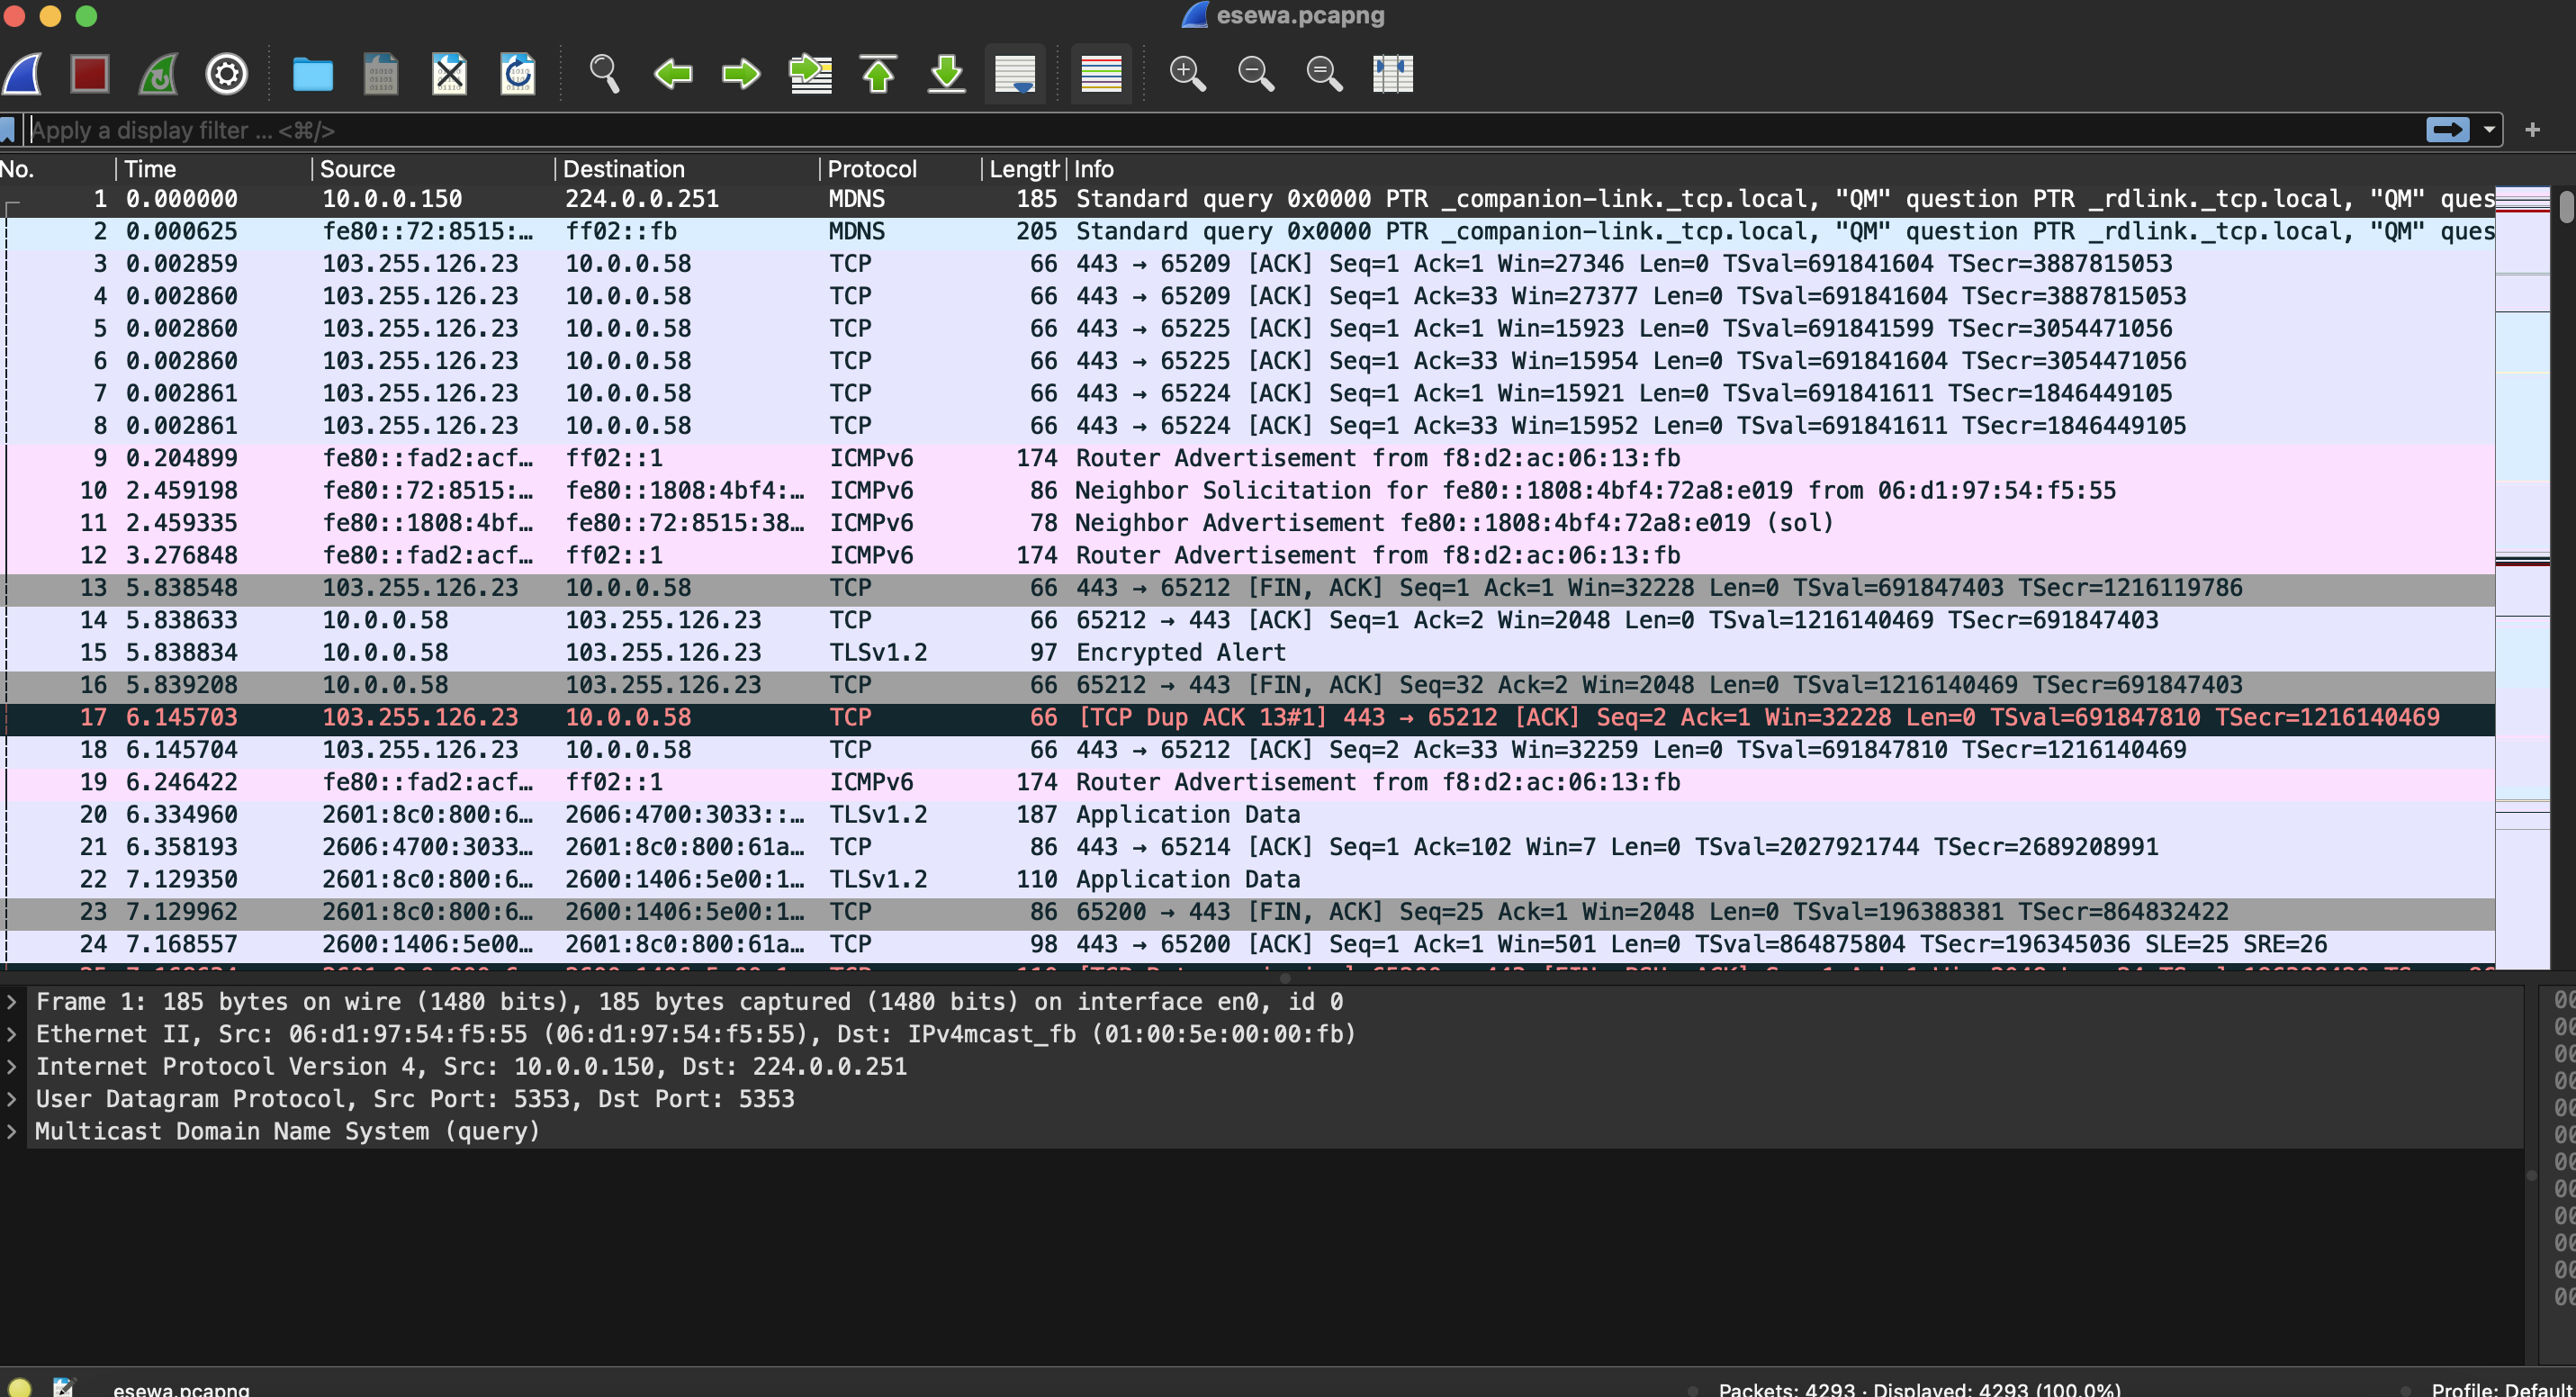 esewa.pcapng
Apply a display filter ... <⌘/>
No. Time Source Destination Protocol Length Info
1 0.000000 10.0.0.150 224.0.0.251 MDNS 185 Standard query 0x0000 PTR _companion-link._tcp.local, "QM" question PTR _rdlink._tcp.local, "QM" ques
2 0.000625 fe80::72:8515:… ff02::fb MDNS 205 Standard query 0x0000 PTR _companion-link._tcp.local, "QM" question PTR _rdlink._tcp.local, "QM" ques
3 0.002859 103.255.126.23 10.0.0.58 TCP 66 443 → 65209 [ACK] Seq=1 Ack=1 Win=27346 Len=0 TSval=691841604 TSecr=3887815053
4 0.002860 103.255.126.23 10.0.0.58 TCP 66 443 → 65209 [ACK] Seq=1 Ack=33 Win=27377 Len=0 TSval=691841604 TSecr=3887815053
5 0.002860 103.255.126.23 10.0.0.58 TCP 66 443 → 65225 [ACK] Seq=1 Ack=1 Win=15923 Len=0 TSval=691841599 TSecr=3054471056
6 0.002860 103.255.126.23 10.0.0.58 TCP 66 443 → 65225 [ACK] Seq=1 Ack=33 Win=15954 Len=0 TSval=691841604 TSecr=3054471056
7 0.002861 103.255.126.23 10.0.0.58 TCP 66 443 → 65224 [ACK] Seq=1 Ack=1 Win=15921 Len=0 TSval=691841611 TSecr=1846449105
8 0.002861 103.255.126.23 10.0.0.58 TCP 66 443 → 65224 [ACK] Seq=1 Ack=33 Win=15952 Len=0 TSval=691841611 TSecr=1846449105
9 0.204899 fe80::fad2:acf… ff02::1 ICMPv6 174 Router Advertisement from f8:d2:ac:06:13:fb
10 2.459198 fe80::72:8515:… fe80::1808:4bf4:… ICMPv6 86 Neighbor Solicitation for fe80::1808:4bf4:72a8:e019 from 06:d1:97:54:f5:55
11 2.459335 fe80::1808:4bf… fe80::72:8515:38… ICMPv6 78 Neighbor Advertisement fe80::1808:4bf4:72a8:e019 (sol)
12 3.276848 fe80::fad2:acf… ff02::1 ICMPv6 174 Router Advertisement from f8:d2:ac:06:13:fb
13 5.838548 103.255.126.23 10.0.0.58 TCP 66 443 → 65212 [FIN, ACK] Seq=1 Ack=1 Win=32228 Len=0 TSval=691847403 TSecr=1216119786
14 5.838633 10.0.0.58 103.255.126.23 TCP 66 65212 → 443 [ACK] Seq=1 Ack=2 Win=2048 Len=0 TSval=1216140469 TSecr=691847403
15 5.838834 10.0.0.58 103.255.126.23 TLSv1.2 97 Encrypted Alert
16 5.839208 10.0.0.58 103.255.126.23 TCP 66 65212 → 443 [FIN, ACK] Seq=32 Ack=2 Win=2048 Len=0 TSval=1216140469 TSecr=691847403
17 6.145703 103.255.126.23 10.0.0.58 TCP 66 [TCP Dup ACK 13#1] 443 → 65212 [ACK] Seq=2 Ack=1 Win=32228 Len=0 TSval=691847810 TSecr=1216140469
18 6.145704 103.255.126.23 10.0.0.58 TCP 66 443 → 65212 [ACK] Seq=2 Ack=33 Win=32259 Len=0 TSval=691847810 TSecr=1216140469
19 6.246422 fe80::fad2:acf… ff02::1 ICMPv6 174 Router Advertisement from f8:d2:ac:06:13:fb
20 6.334960 2601:8c0:800:6… 2606:4700:3033::… TLSv1.2 187 Application Data
21 6.358193 2606:4700:3033… 2601:8c0:800:61a… TCP 86 443 → 65214 [ACK] Seq=1 Ack=102 Win=7 Len=0 TSval=2027921744 TSecr=2689208991
22 7.129350 2601:8c0:800:6… 2600:1406:5e00:1… TLSv1.2 110 Application Data
23 7.129962 2601:8c0:800:6… 2600:1406:5e00:1… TCP 86 65200 → 443 [FIN, ACK] Seq=25 Ack=1 Win=2048 Len=0 TSval=196388381 TSecr=864832422
24 7.168557 2600:1406:5e00… 2601:8c0:800:61a… TCP 98 443 → 65200 [ACK] Seq=1 Ack=1 Win=501 Len=0 TSval=864875804 TSecr=196345036 SLE=25 SRE=26
Frame 1: 185 bytes on wire (1480 bits), 185 bytes captured (1480 bits) on interface en0, id 0
Ethernet II, Src: 06:d1:97:54:f5:55 (06:d1:97:54:f5:55), Dst: IPv4mcast_fb (01:00:5e:00:00:fb)
Internet Protocol Version 4, Src: 10.0.0.150, Dst: 224.0.0.251
User Datagram Protocol, Src Port: 5353, Dst Port: 5353
Multicast Domain Name System (query)
esewa.pcapng
Packets: 4293 · Displayed: 4293 (100.0%)
Profile: Default